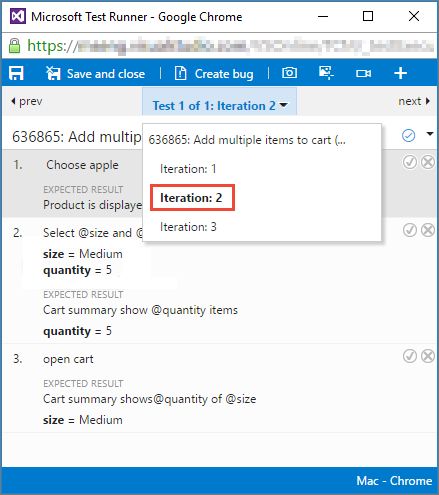 Microsoft Test Runner - Google Chrome
https://
Save and close
Create bug
prev
Test 1 of 1: Iteration 2
next
636865: Add multip
636865: Add multiple items to cart (...
Iteration: 1
Iteration: 2
Iteration: 3
1. Choose apple
EXPECTED RESULT
Product is displaye
2. Select @size and @
size = Medium
quantity = 5
EXPECTED RESULT
Cart summary show @quantity items
quantity = 5
3. open cart
EXPECTED RESULT
Cart summary shows@quantity of @size
size = Medium
Mac - Chrome